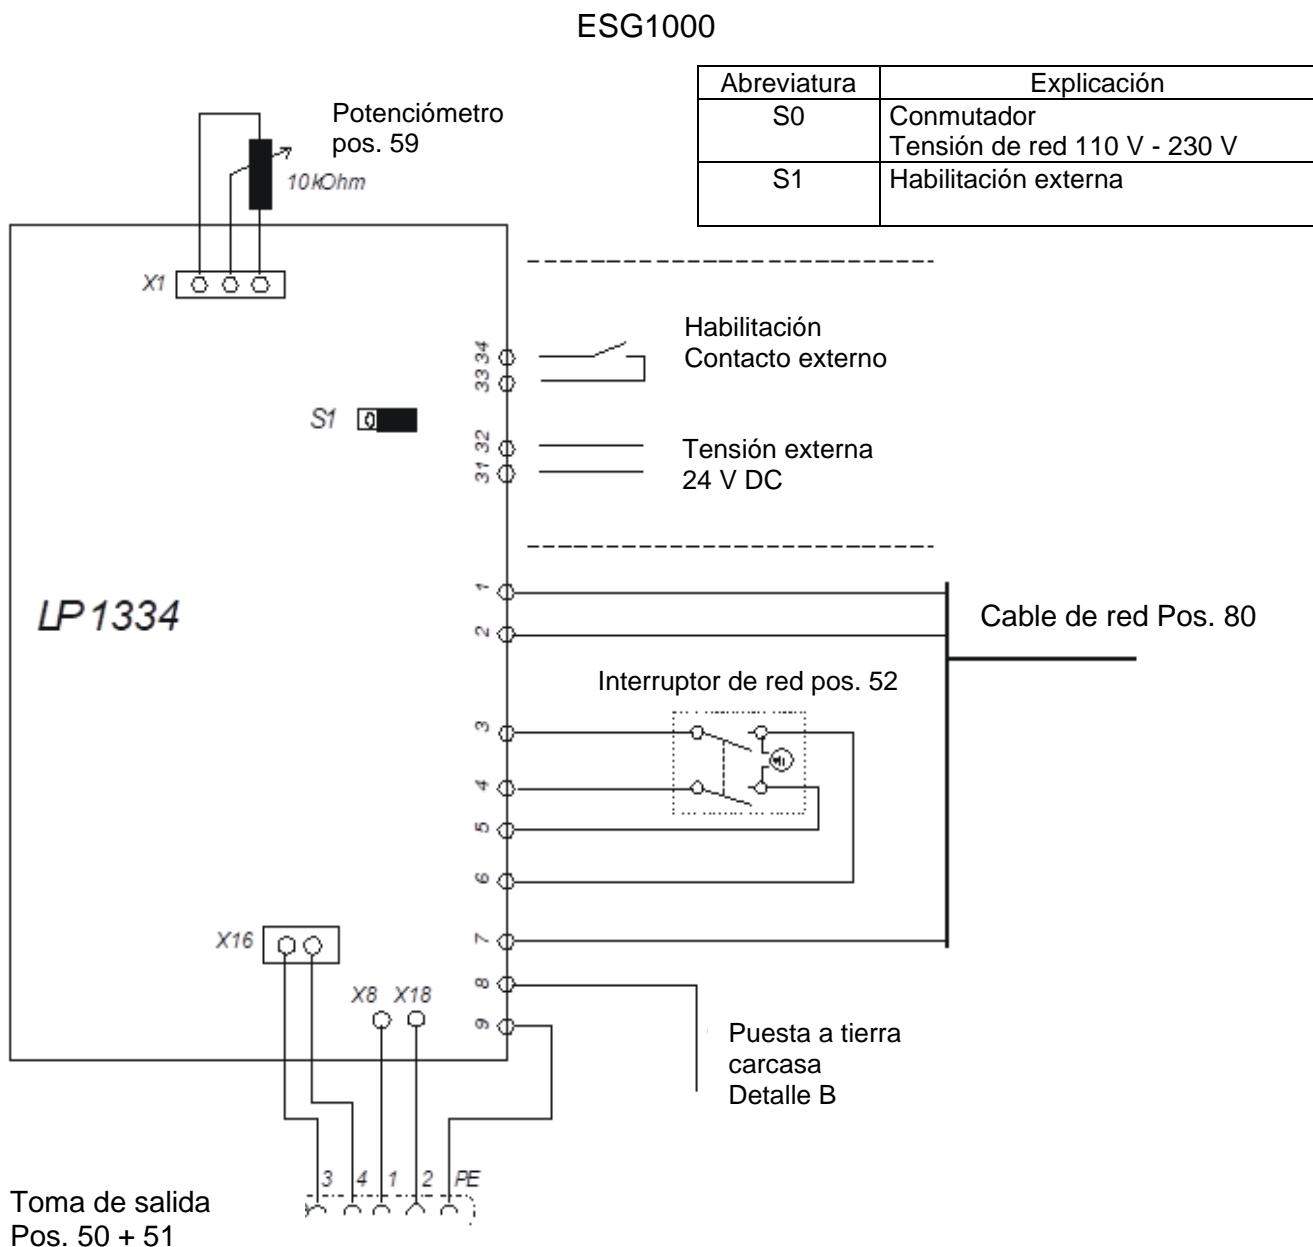 ESG1000
Abreviatura Explicación
S0 Conmutador
Tensión de red 110 V - 230 V
S1 Habilitación externa
Potenciómetro
pos. 59
10kOhm
X1
34
33
Habilitación
Contacto externo
S1 0
32
31
Tensión externa
24 V DC
LP1334
1
2
Cable de red Pos. 80
Interruptor de red pos. 52
3
4
5
6
7
8
9
X16
X8 X18
Puesta a tierra
carcasa
Detalle B
3 4 1 2 PE
Toma de salida
Pos. 50 + 51